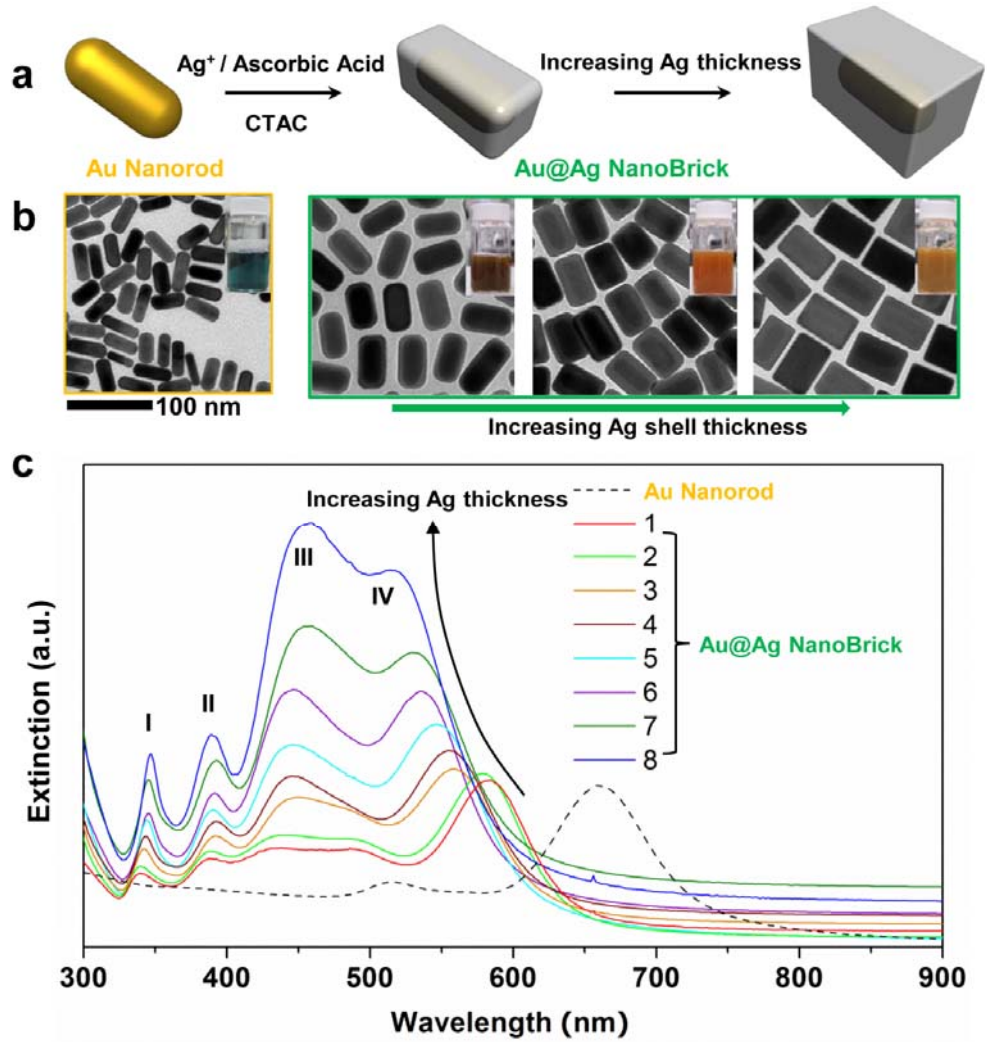 a
Ag⁺ / Ascorbic Acid
CTAC
Increasing Ag thickness
Au Nanorod
Au@Ag NanoBrick
b
100 nm
Increasing Ag shell thickness
c
Increasing Ag thickness
Au Nanorod
1
2
3
4
5
6
7
8
Au@Ag NanoBrick
I
II
III
IV
Extinction (a.u.)
300 400 500 600 700 800 900
Wavelength (nm)